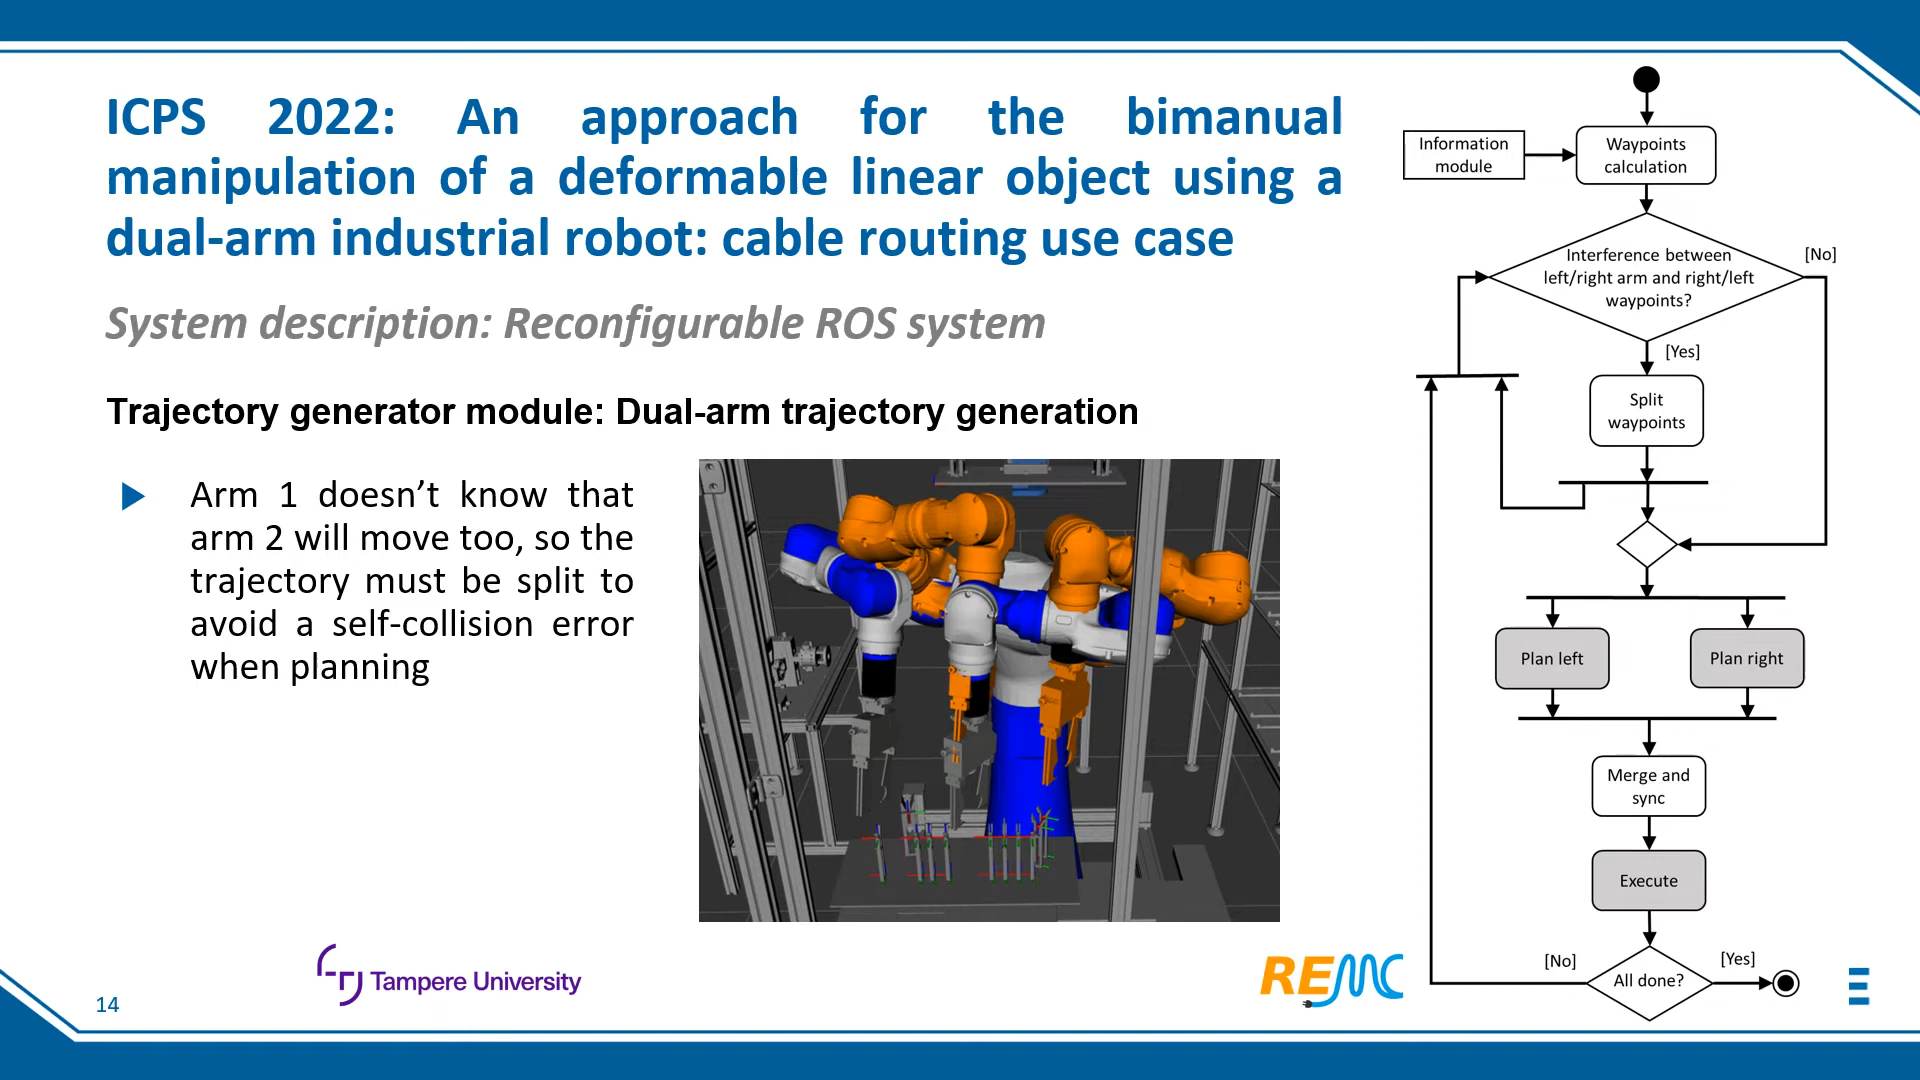 ICPS 2022: An approach for the bimanual
manipulation of a deformable linear object using a
dual-arm industrial robot: cable routing use case
System description: Reconfigurable ROS system
Trajectory generator module: Dual-arm trajectory generation
Arm 1 doesn’t know that
arm 2 will move too, so the
trajectory must be split to
avoid a self-collision error
when planning
Information
module
Waypoints
calculation
Interference between
left/right arm and right/left
waypoints?
[No]
[Yes]
Split
waypoints
Plan left
Plan right
Merge and
sync
Execute
[No]
All done?
[Yes]
Tampere University
REMC
14